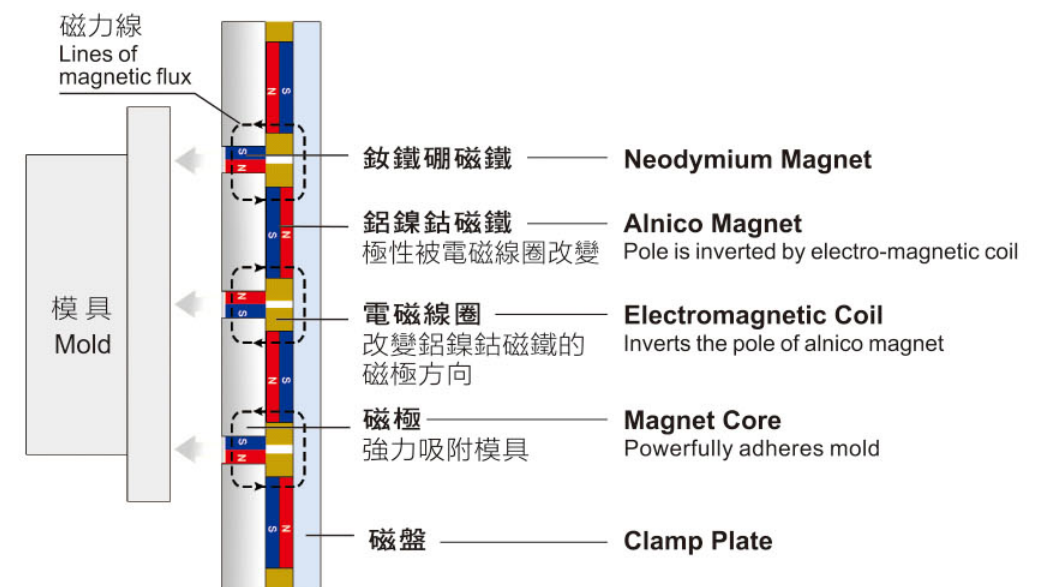 磁力線
Lines of
magnetic flux
N S
S
N
釹鐵硼磁鐵
Neodymium Magnet
鋁鎳鈷磁鐵
極性被電磁線圈改變
Alnico Magnet
Pole is inverted by electro-magnetic coil
S N
模具
Mold
N
S
電磁線圈
改變鋁鎳鈷磁鐵的
磁極方向
Electromagnetic Coil
Inverts the pole of alnico magnet
N S
磁極
強力吸附模具
Magnet Core
Powerfully adheres mold
S
N
磁盤
Clamp Plate
S N